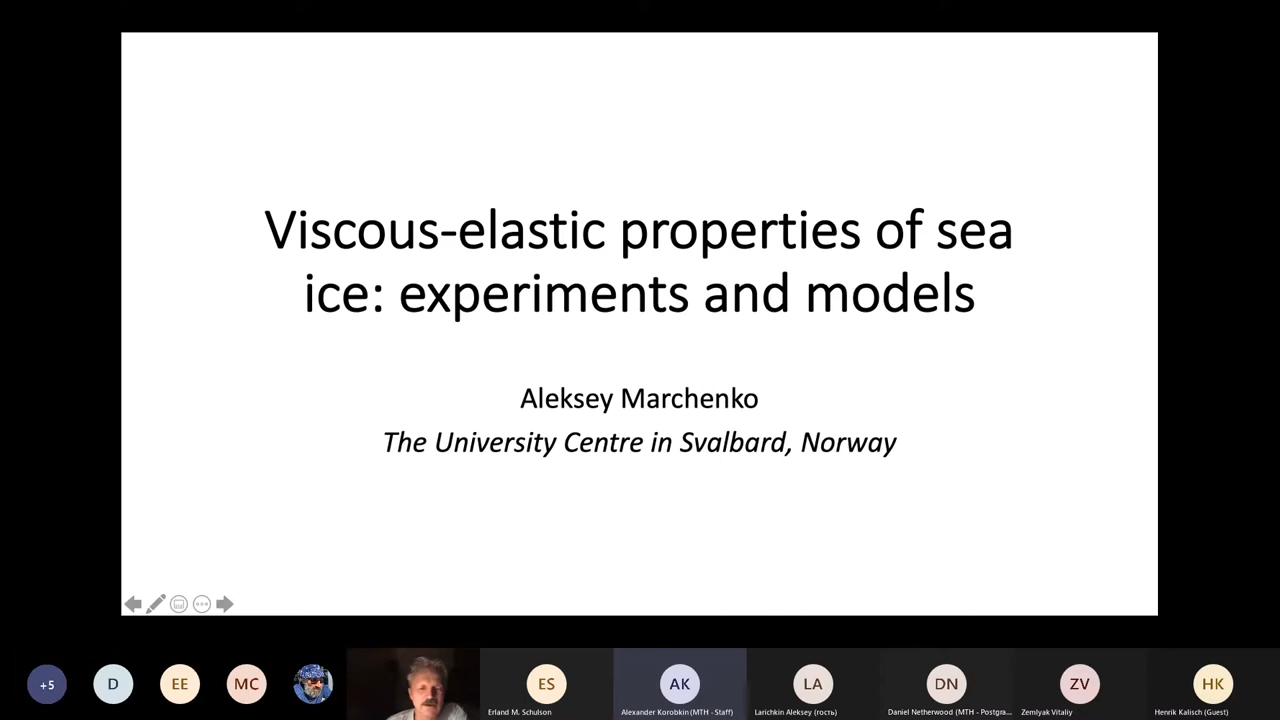 Viscous-elastic properties of sea
ice: experiments and models
Aleksey Marchenko
The University Centre in Svalbard, Norway
+5
D
EE
MC
ES
AK
LA
DN
ZV
HK
Erland M. Schulson
Alexander Korobkin (MTH - Staff)
Larichkin Aleksey (гость)
Daniel Netherwood (MTH - Postgra...
Zemlyak Vitaliy
Henrik Kalisch (Guest)